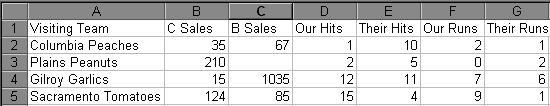 A B C D E F G
1 Visiting Team C Sales B Sales Our Hits Their Hits Our Runs Their Runs
2 Columbia Peaches 35 67 1 10 2 1
3 Plains Peanuts 210 2 5 0 2
4 Gilroy Garlics 15 1035 12 11 7 6
5 Sacramento Tomatoes 124 85 15 4 9 1